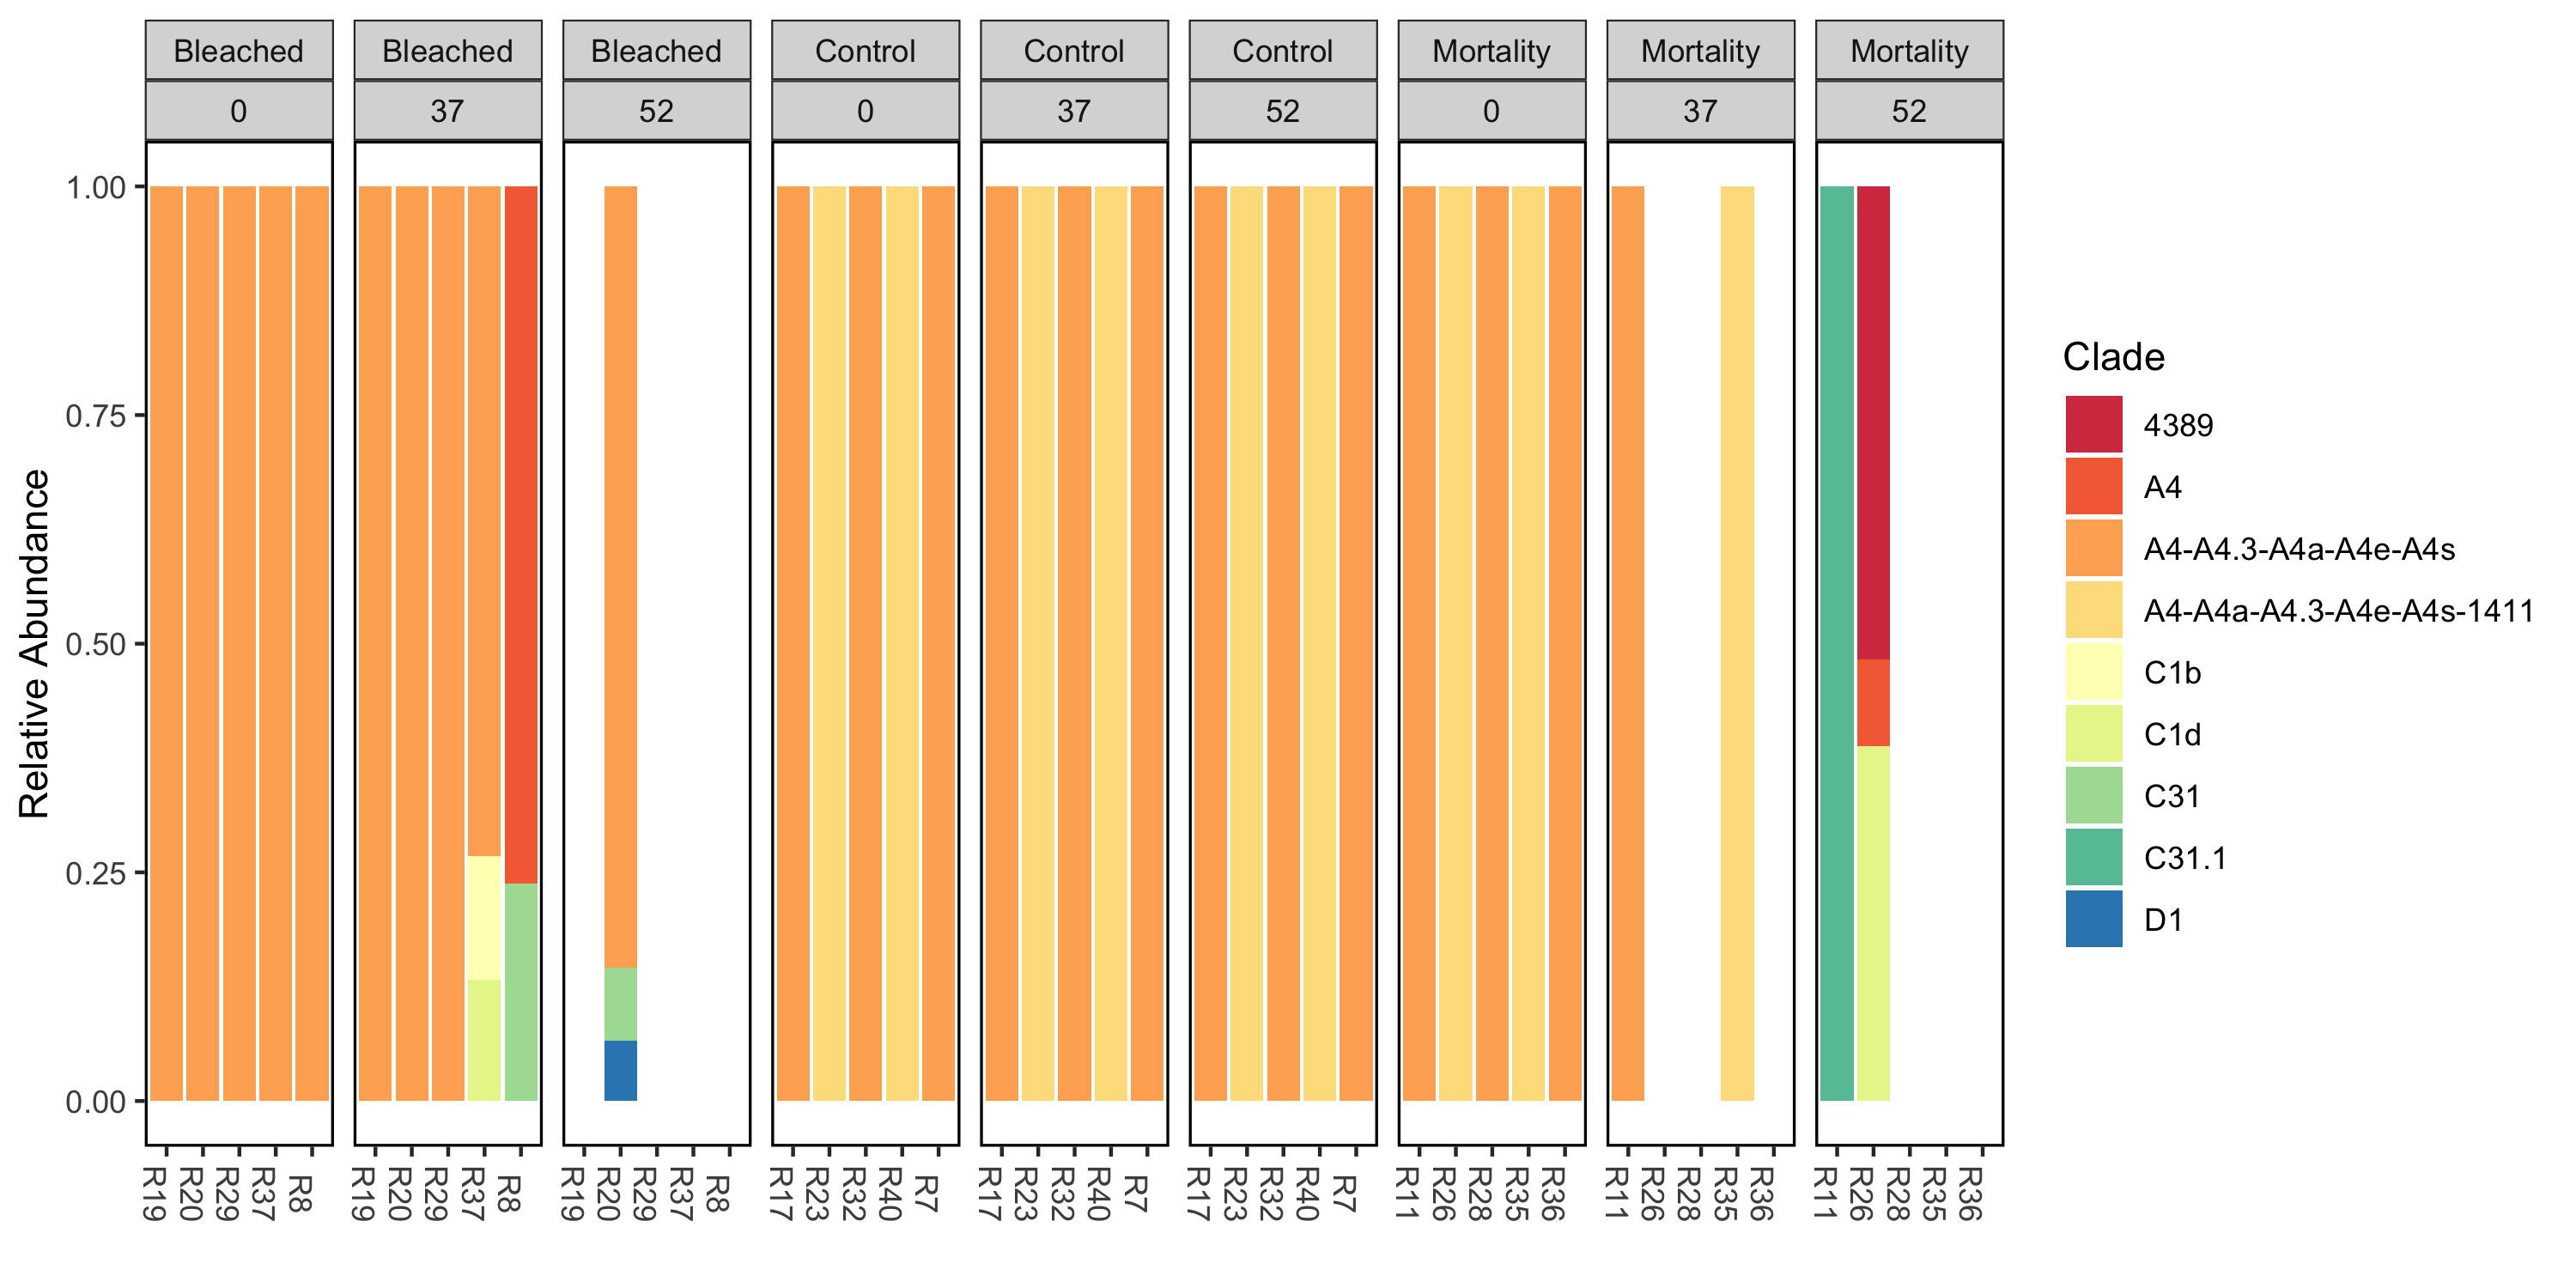 Bleached Bleached Bleached Control Control Control Mortality Mortality Mortality
0 37 52 0 37 52 0 37 52
Relative Abundance
1.00
0.75
0.50
0.25
0.00
R19 R20 R29 R37 R8 R19 R20 R29 R37 R8 R19 R20 R29 R37 R8 R17 R23 R32 R40 R7 R17 R23 R32 R40 R7 R17 R23 R32 R40 R7 R11 R26 R28 R35 R36 R11 R26 R28 R35 R36 R11 R26 R28 R35 R36
Clade
4389
A4
A4-A4.3-A4a-A4e-A4s
A4-A4a-A4.3-A4e-A4s-1411
C1b
C1d
C31
C31.1
D1